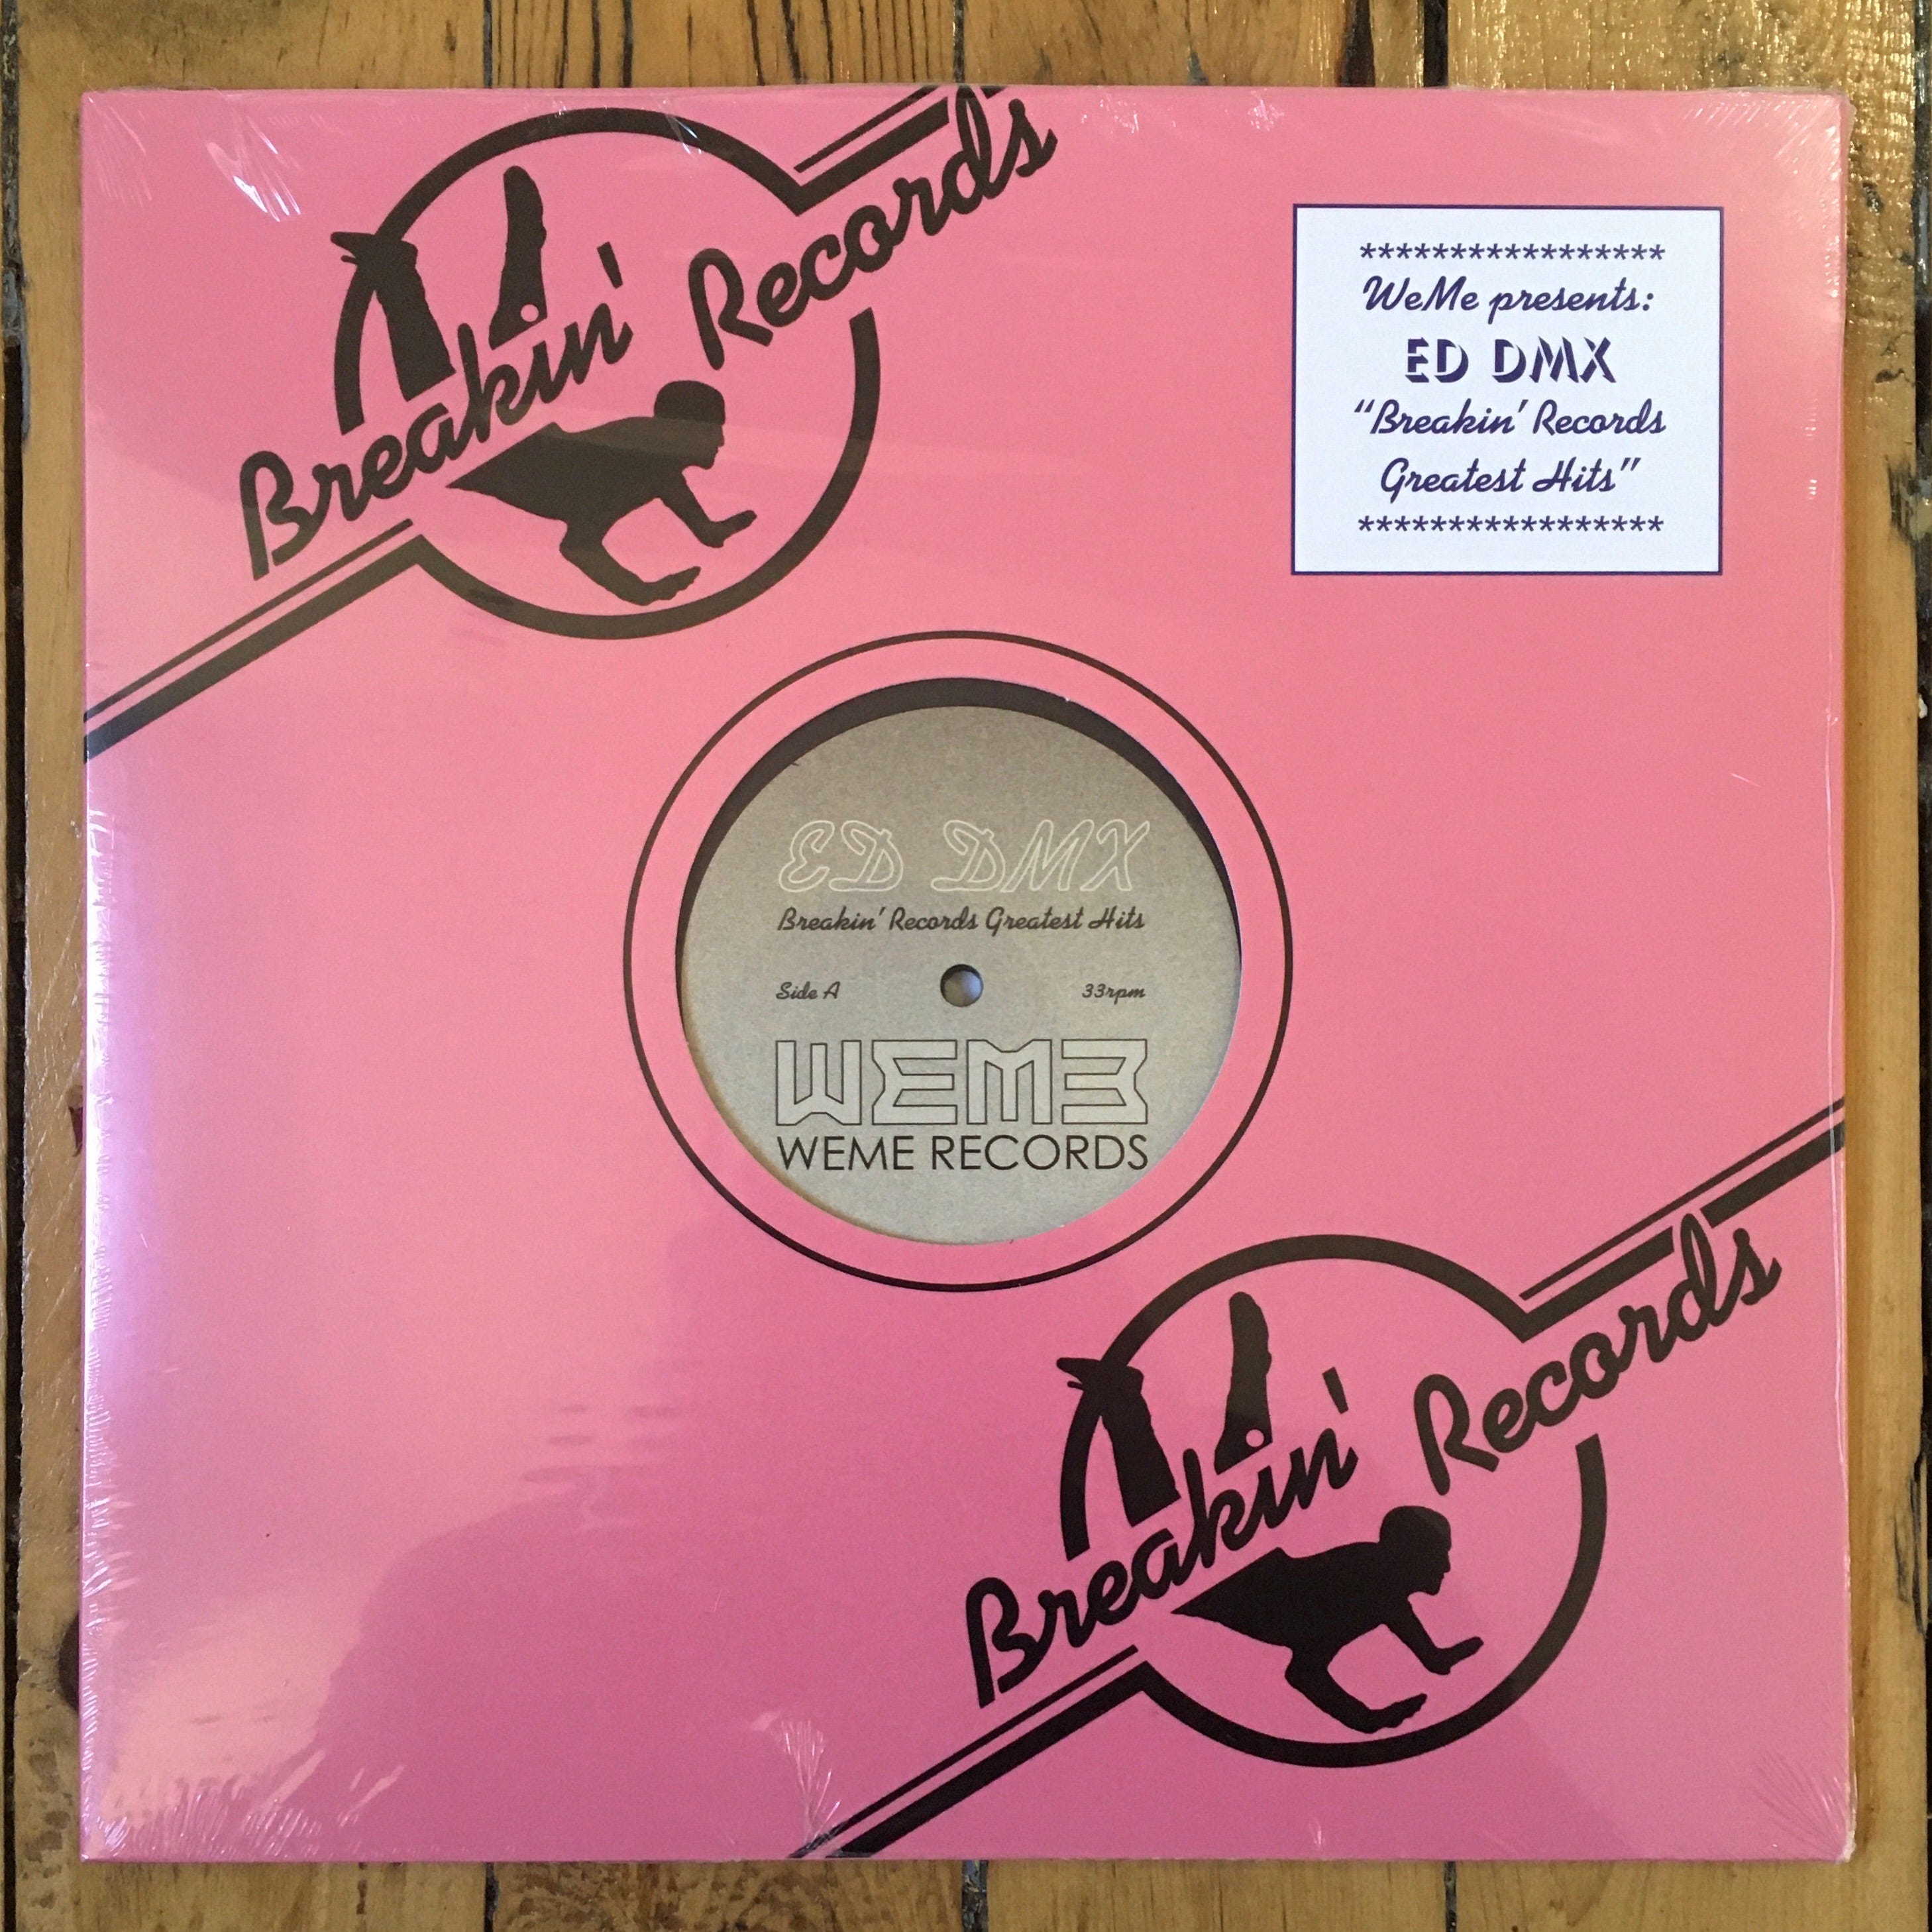 Breakin' Records
*****************
WeMe presents:
ED DMX
“Breakin' Records
Greatest Hits”
*****************
ED DMX
Breakin' Records Greatest Hits
Side A 33rpm
WEME
WEME RECORDS
Breakin' Records